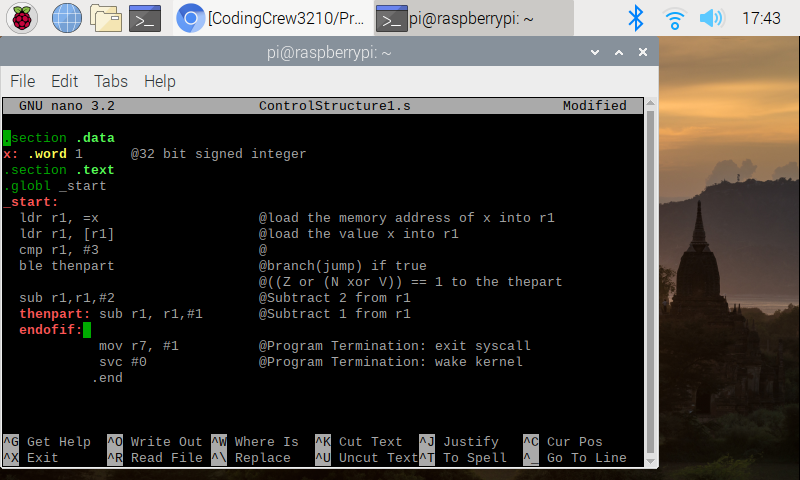 [CodingCrew3210/Pr... pi@raspberrypi: ~ 17:43
pi@raspberrypi: ~
File Edit Tabs Help
GNU nano 3.2 ControlStructure1.s Modified
.section .data
x: .word 1 @32 bit signed integer
.section .text
.globl _start
_start:
ldr r1, =x @load the memory address of x into r1
ldr r1, [r1] @load the value x into r1
cmp r1, #3 @
ble thenpart @branch(jump) if true
@((Z or (N xor V)) == 1 to the thepart
sub r1,r1,#2 @Subtract 2 from r1
thenpart: sub r1, r1,#1 @Subtract 1 from r1
endofif:
mov r7, #1 @Program Termination: exit syscall
svc #0 @Program Termination: wake kernel
.end
^G Get Help ^O Write Out ^W Where Is ^K Cut Text ^J Justify ^C Cur Pos
^X Exit ^R Read File ^\ Replace ^U Uncut Text ^T To Spell ^_ Go To Line